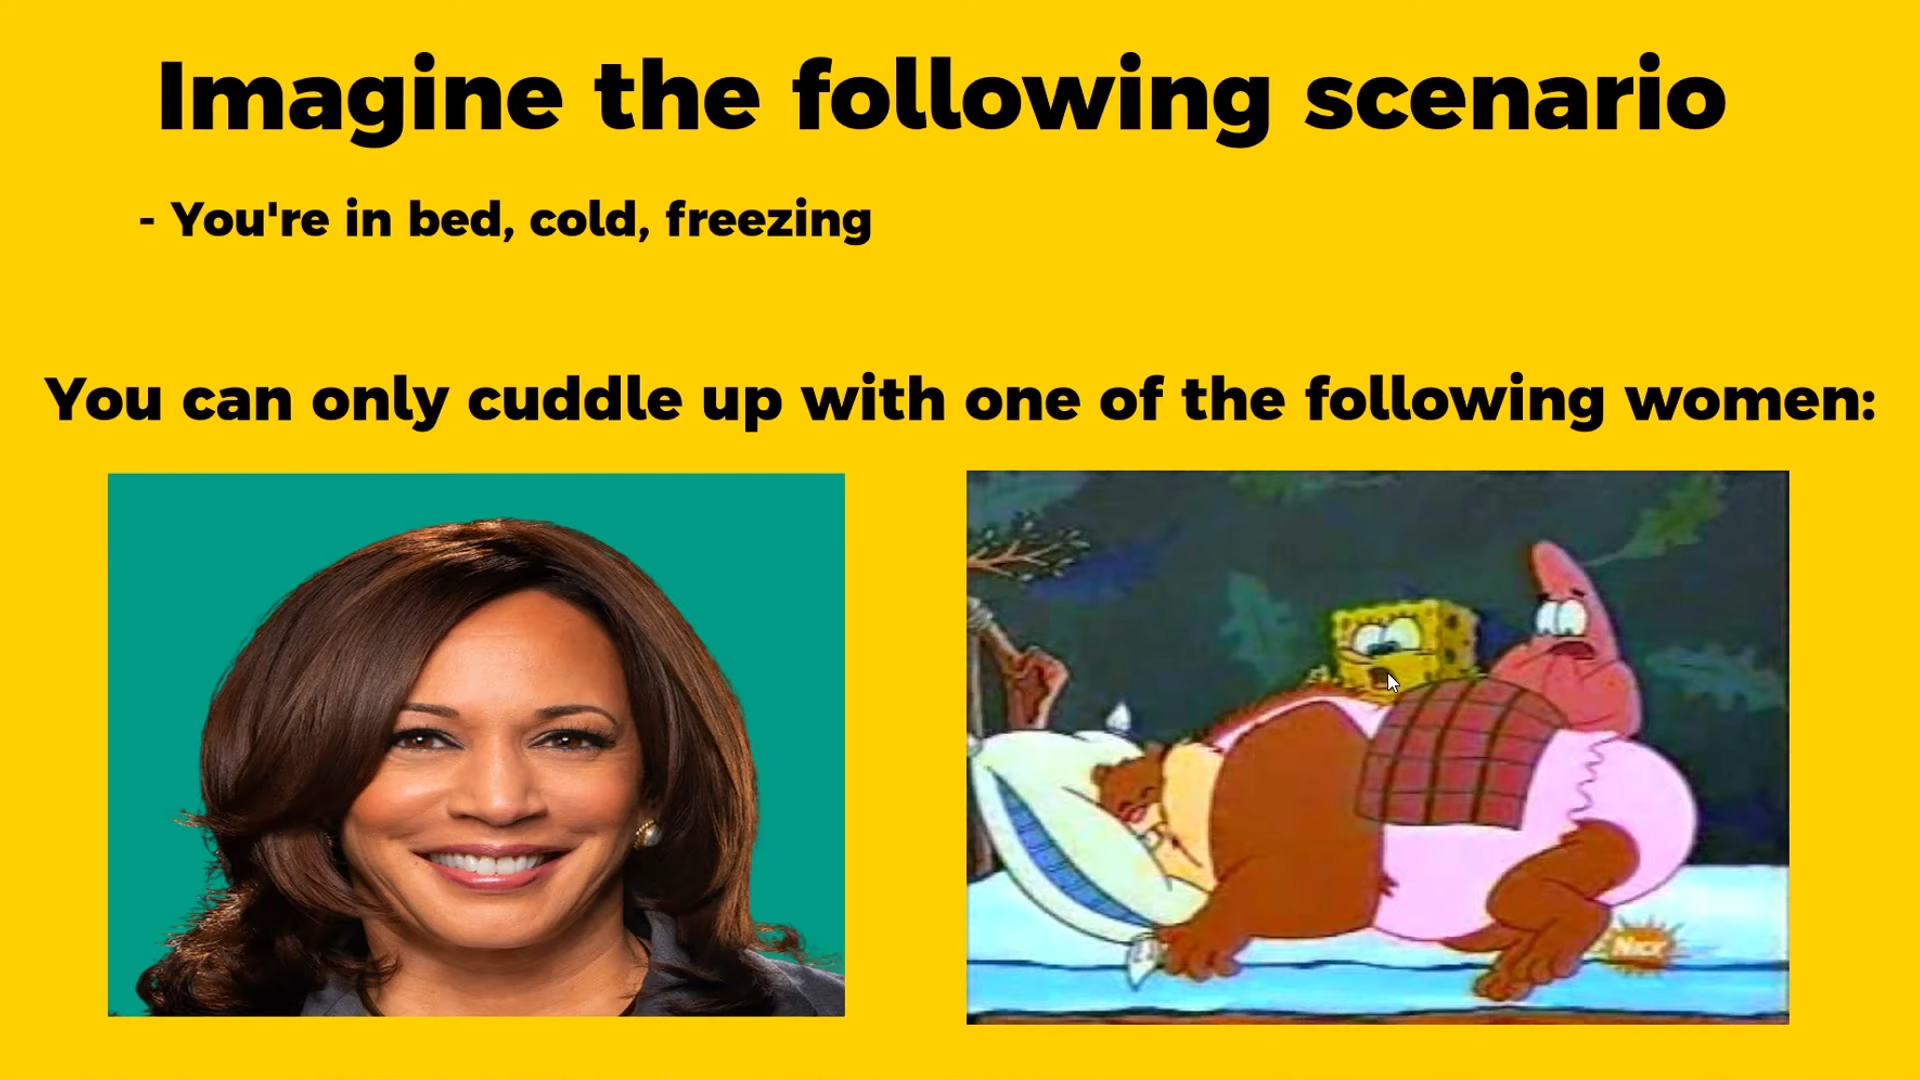 Imagine the following scenario
- You're in bed, cold, freezing
You can only cuddle up with one of the following women:
NICK